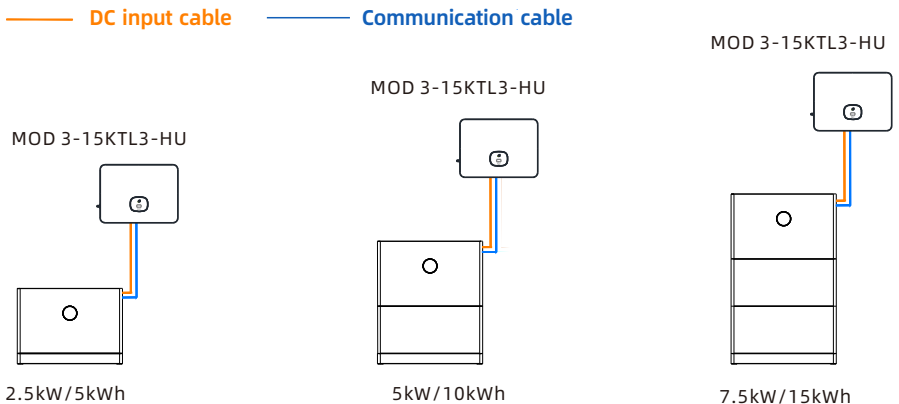 DC input cable
Communication cable
MOD 3-15KTL3-HU
MOD 3-15KTL3-HU
MOD 3-15KTL3-HU
2.5kW/5kWh
5kW/10kWh
7.5kW/15kWh